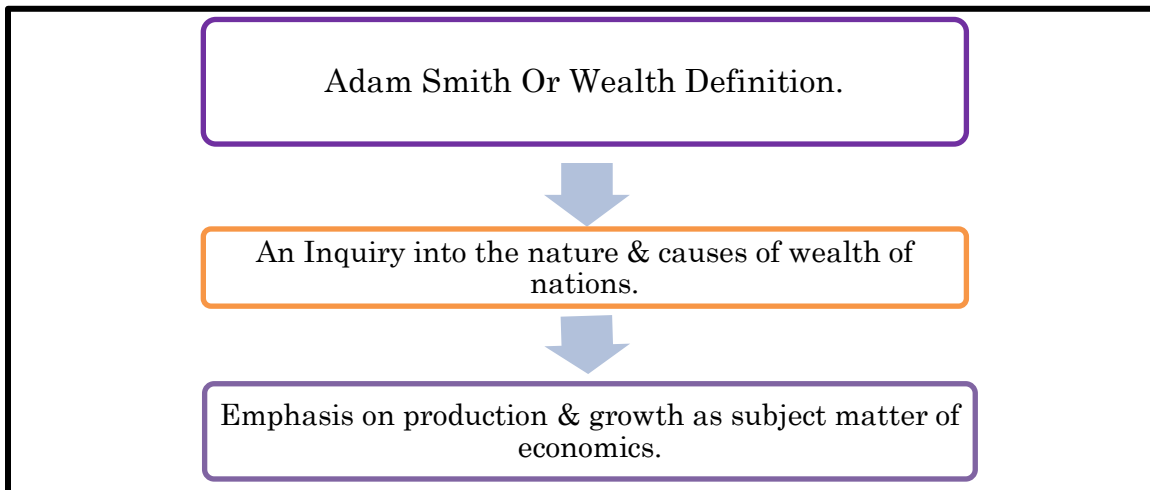 Adam Smith Or Wealth Definition.
An Inquiry into the nature & causes of wealth of
nations.
Emphasis on production & growth as subject matter of
economics.